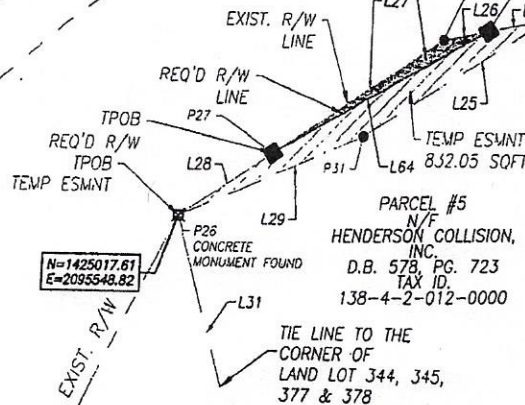 L27
L26
EXIST. R/W
LINE
REQ'D R/W
LINE
L25
TPOB
P27
REQ'D R/W
TPOB
TEMP ESMNT
L28
P31
L64
TEMP ESMNT
832.05 SQFT
L29
P26
CONCRETE
MONUMENT FOUND
N=1425017.61
E=2095548.82
PARCEL #5
N/F
HENDERSON COLLISION,
INC.
D.B. 578, PG. 723
TAX ID.
138-4-2-012-0000
L31
EXIST. R/W
TIE LINE TO THE
CORNER OF
LAND LOT 344, 345,
377 & 378